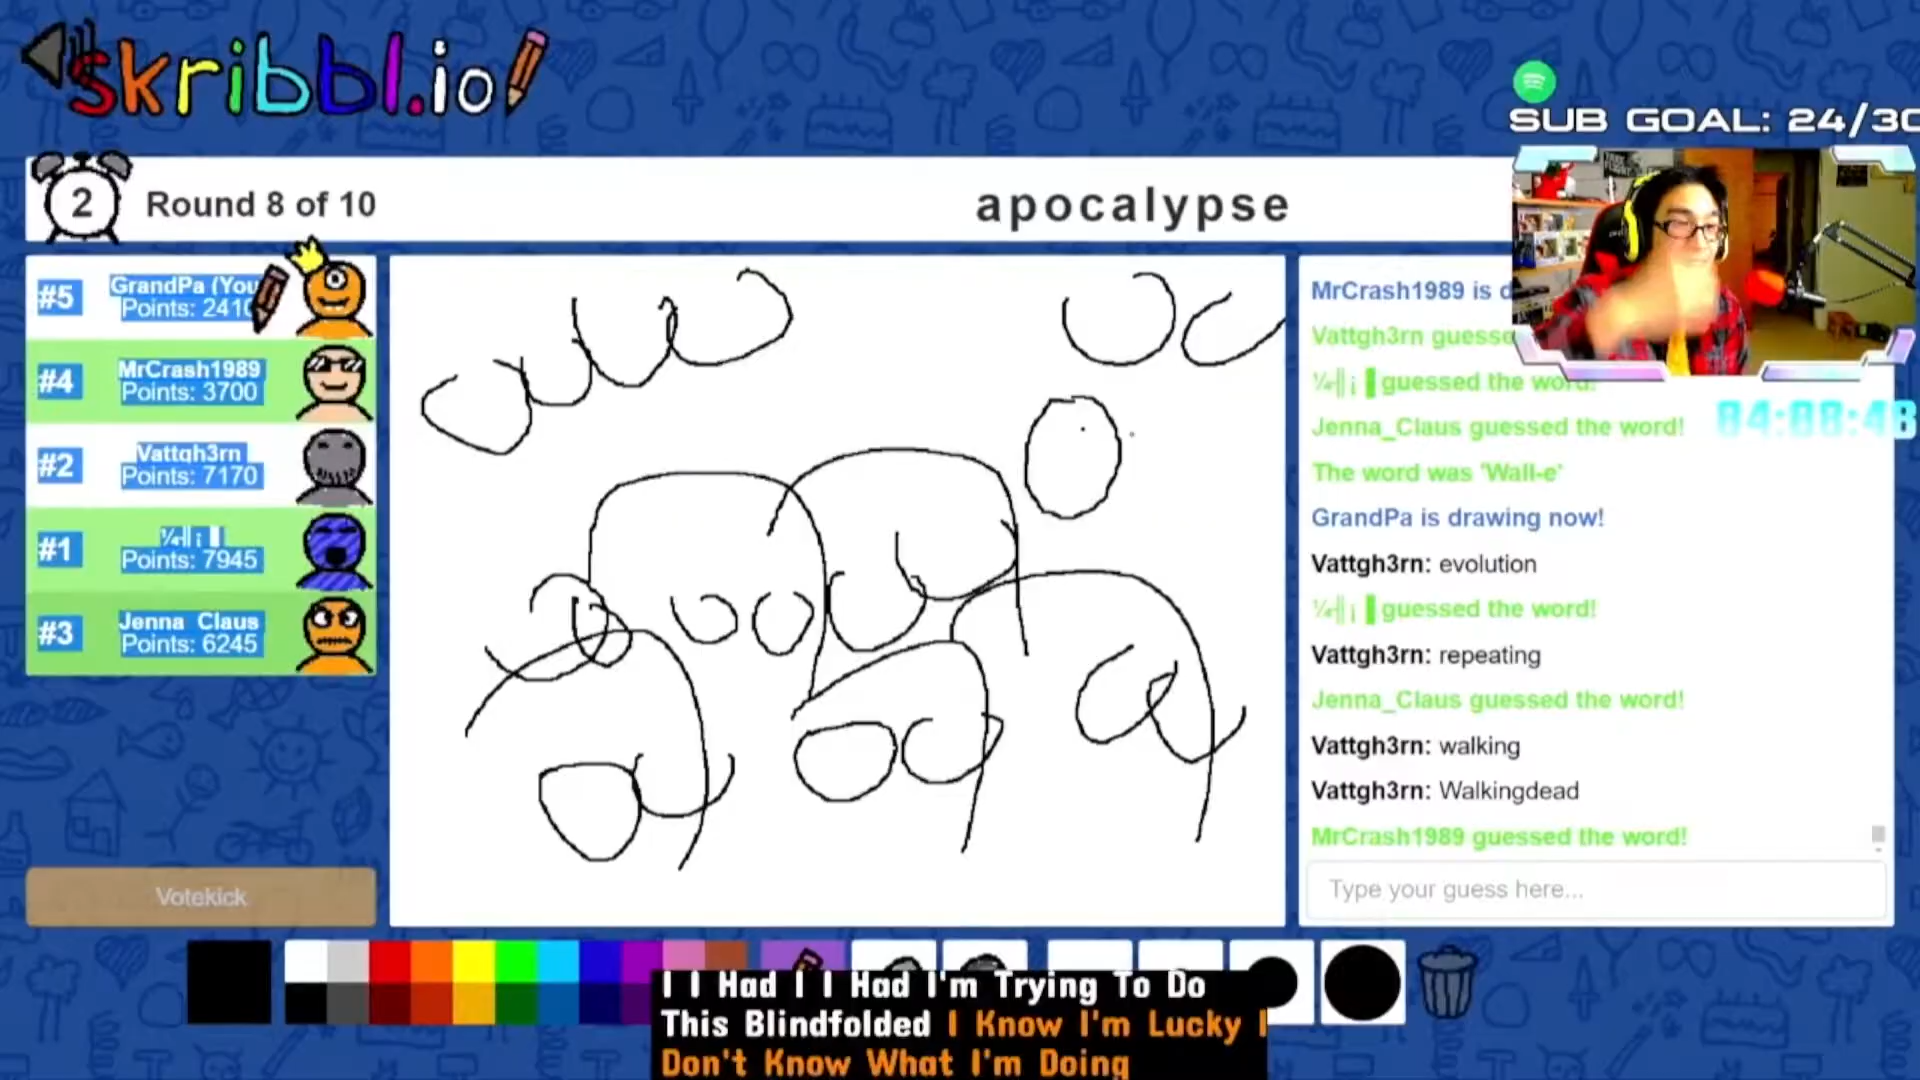 skribbl.io
SUB GOAL: 24/30
2
Round 8 of 10
apocalypse
#5
GrandPa (You
Points: 2410
#4
MrCrash1989
Points: 3700
#2
Vattgh3rn
Points: 7170
#1
Points: 7945
#3
Jenna_Claus
Points: 6245
Votekick
MrCrash1989 is d
Vattgh3rn guesse
guessed the word!
Jenna_Claus guessed the word!
04:08:48
The word was 'Wall-e'
GrandPa is drawing now!
Vattgh3rn: evolution
guessed the word!
Vattgh3rn: repeating
Jenna_Claus guessed the word!
Vattgh3rn: walking
Vattgh3rn: Walkingdead
MrCrash1989 guessed the word!
Type your guess here...
I I Had I I Had I'm Trying To Do
This Blindfolded I Know I'm Lucky I
Don't Know What I'm Doing